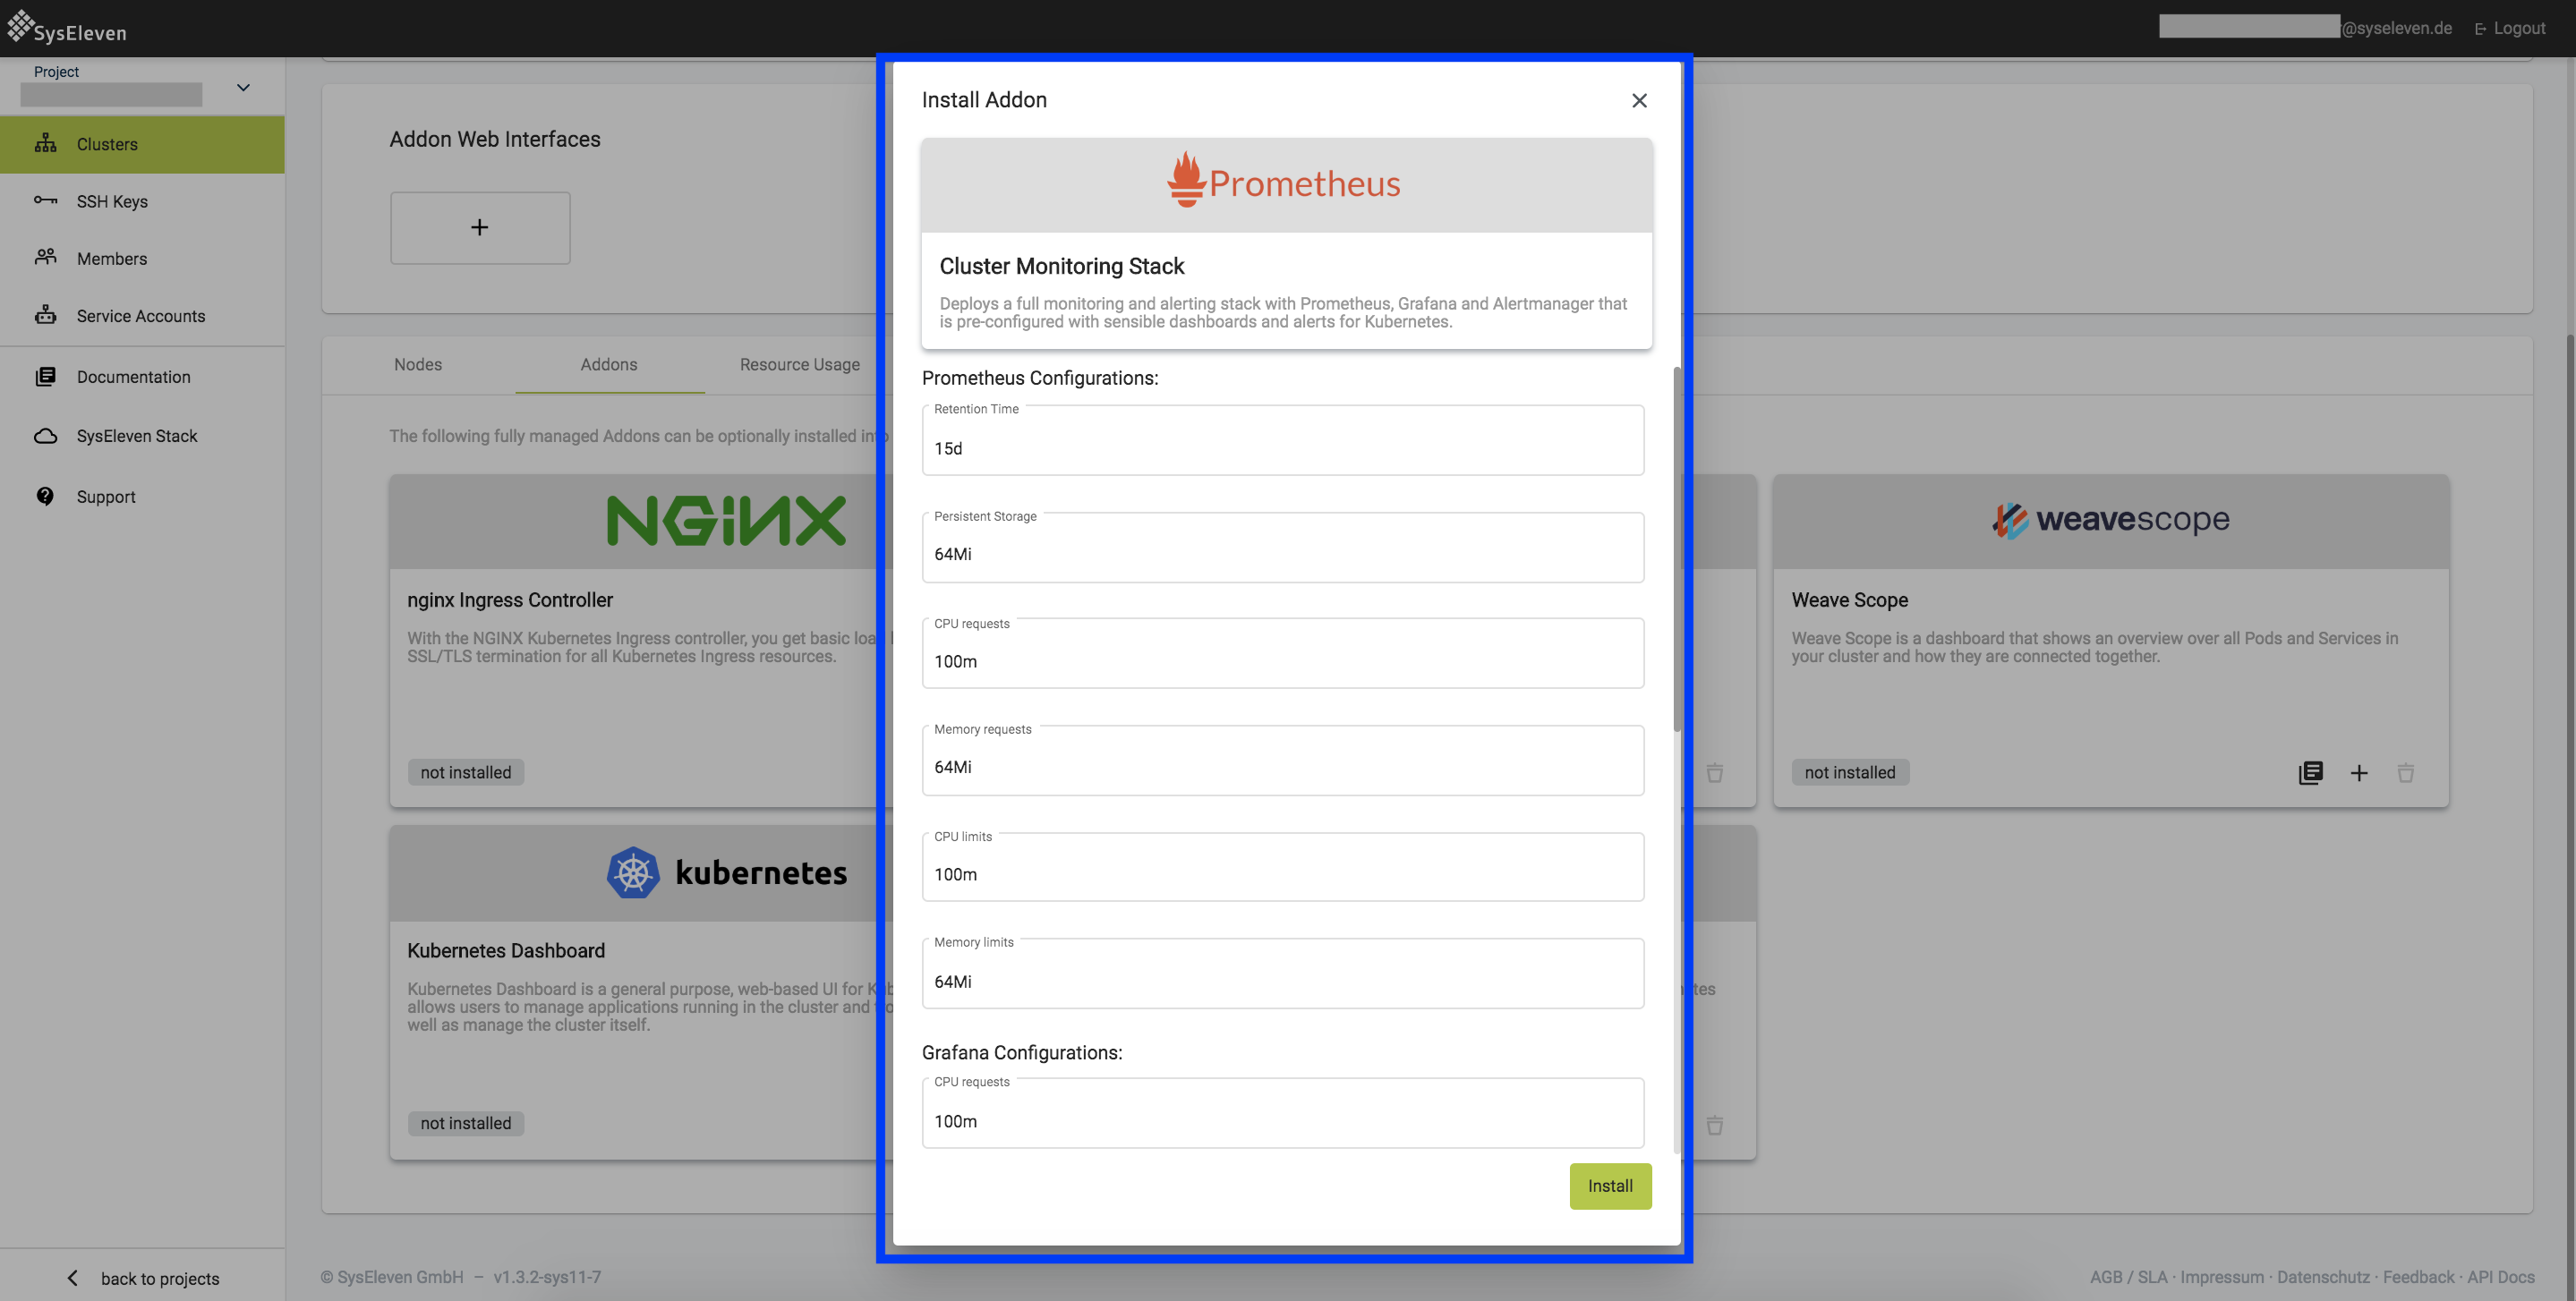 SysEleven
@syseleven.de
Logout
Project
Clusters
SSH Keys
Members
Service Accounts
Documentation
SysEleven Stack
Support
back to projects
Addon Web Interfaces
+
Nodes
Addons
Resource Usage
The following fully managed Addons can be optionally installed into
NGINX
nginx Ingress Controller
With the NGINX Kubernetes Ingress controller, you get basic
SSL/TLS termination for all Kubernetes Ingress resources.
not installed
kubernetes
Kubernetes Dashboard
Kubernetes Dashboard is a general purpose, web-based UI for
allows users to manage applications running in the cluster and
well as manage the cluster itself.
not installed
Install Addon
Prometheus
Cluster Monitoring Stack
Deploys a full monitoring and alerting stack with Prometheus, Grafana and Alertmanager that
is pre-configured with sensible dashboards and alerts for Kubernetes.
Prometheus Configurations:
Retention Time
15d
Persistent Storage
64Mi
CPU requests
100m
Memory requests
64Mi
CPU limits
100m
Memory limits
64Mi
Grafana Configurations:
CPU requests
100m
Install
weavescope
Weave Scope
Weave Scope is a dashboard that shows an overview over all Pods and Services in
your cluster and how they are connected together.
not installed
© SysEleven GmbH – v1.3.2-sys11-7
AGB / SLA · Impressum · Datenschutz · Feedback · API Docs